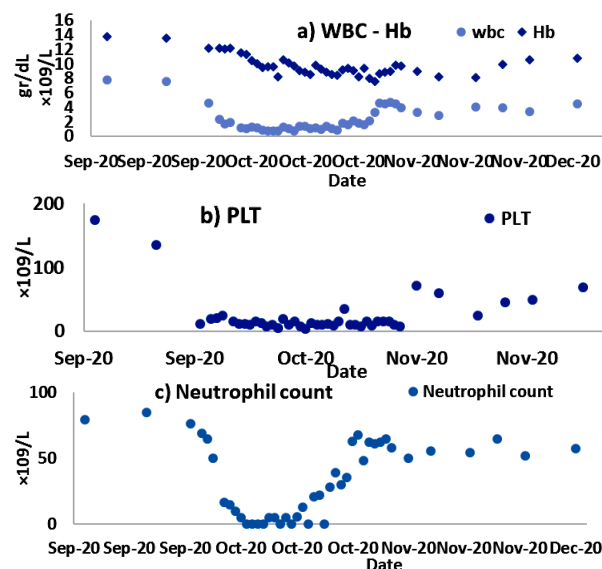 a) WBC - Hb
wbc
Hb
gr/dL
×109/L
16
14
12
10
8
6
4
2
0
Sep-20 Sep-20 Sep-20 Oct-20 Oct-20 Oct-20 Nov-20 Nov-20 Nov-20 Dec-20
Date
b) PLT
PLT
×109/L
200
100
0
Sep-20 Sep-20 Oct-20 Nov-20 Nov-20
Date
c) Neutrophil count
Neutrophil count
×109/L
100
50
0
Sep-20 Sep-20 Sep-20 Oct-20 Oct-20 Oct-20 Nov-20 Nov-20 Nov-20 Dec-20
Date